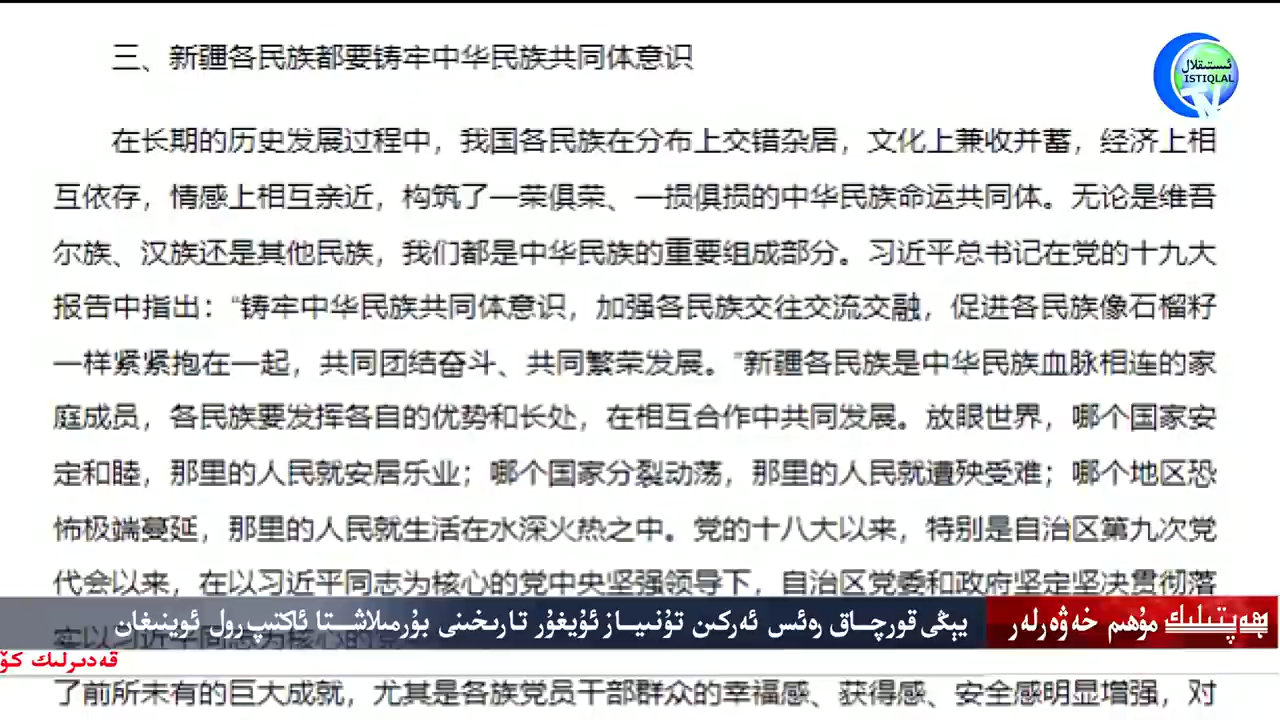 三、新疆各民族都要铸牢中华民族共同体意识
ئىستىقلال
ISTIQLAL
TV
在长期的历史发展过程中，我国各民族在分布上交错杂居，文化上兼收并蓄，经济上相
互依存，情感上相互亲近，构筑了一荣俱荣、一损俱损的中华民族命运共同体。无论是维吾
尔族、汉族还是其他民族，我们都是中华民族的重要组成部分。习近平总书记在党的十九大
报告中指出：“铸牢中华民族共同体意识，加强各民族交往交流交融，促进各民族像石榴籽
一样紧紧抱在一起，共同团结奋斗、共同繁荣发展。”新疆各民族是中华民族血脉相连的家
庭成员，各民族要发挥各自的优势和长处，在相互合作中共同发展。放眼世界，哪个国家安
定和睦，那里的人民就安居乐业；哪个国家分裂动荡，那里的人民就遭殃受难；哪个地区恐
怖极端蔓延，那里的人民就生活在水深火热之中。党的十八大以来，特别是自治区第九次党
代会以来，在以习近平同志为核心的党中央坚强领导下，自治区党委和政府坚定坚决贯彻落
实以习近平同志为核心的党
ھەپتىلىك مۇھىم خەۋەرلەر
يېڭى قورچاق رەئىس ئەركىن تۇنىياز ئۇيغۇر تارىخىنى بۇرمىلاشتا ئاكتىپ رول ئوينىغان
قەدىرلىك كۆ
了前所未有的巨大成就，尤其是各族党员干部群众的幸福感、获得感、安全感明显增强，对